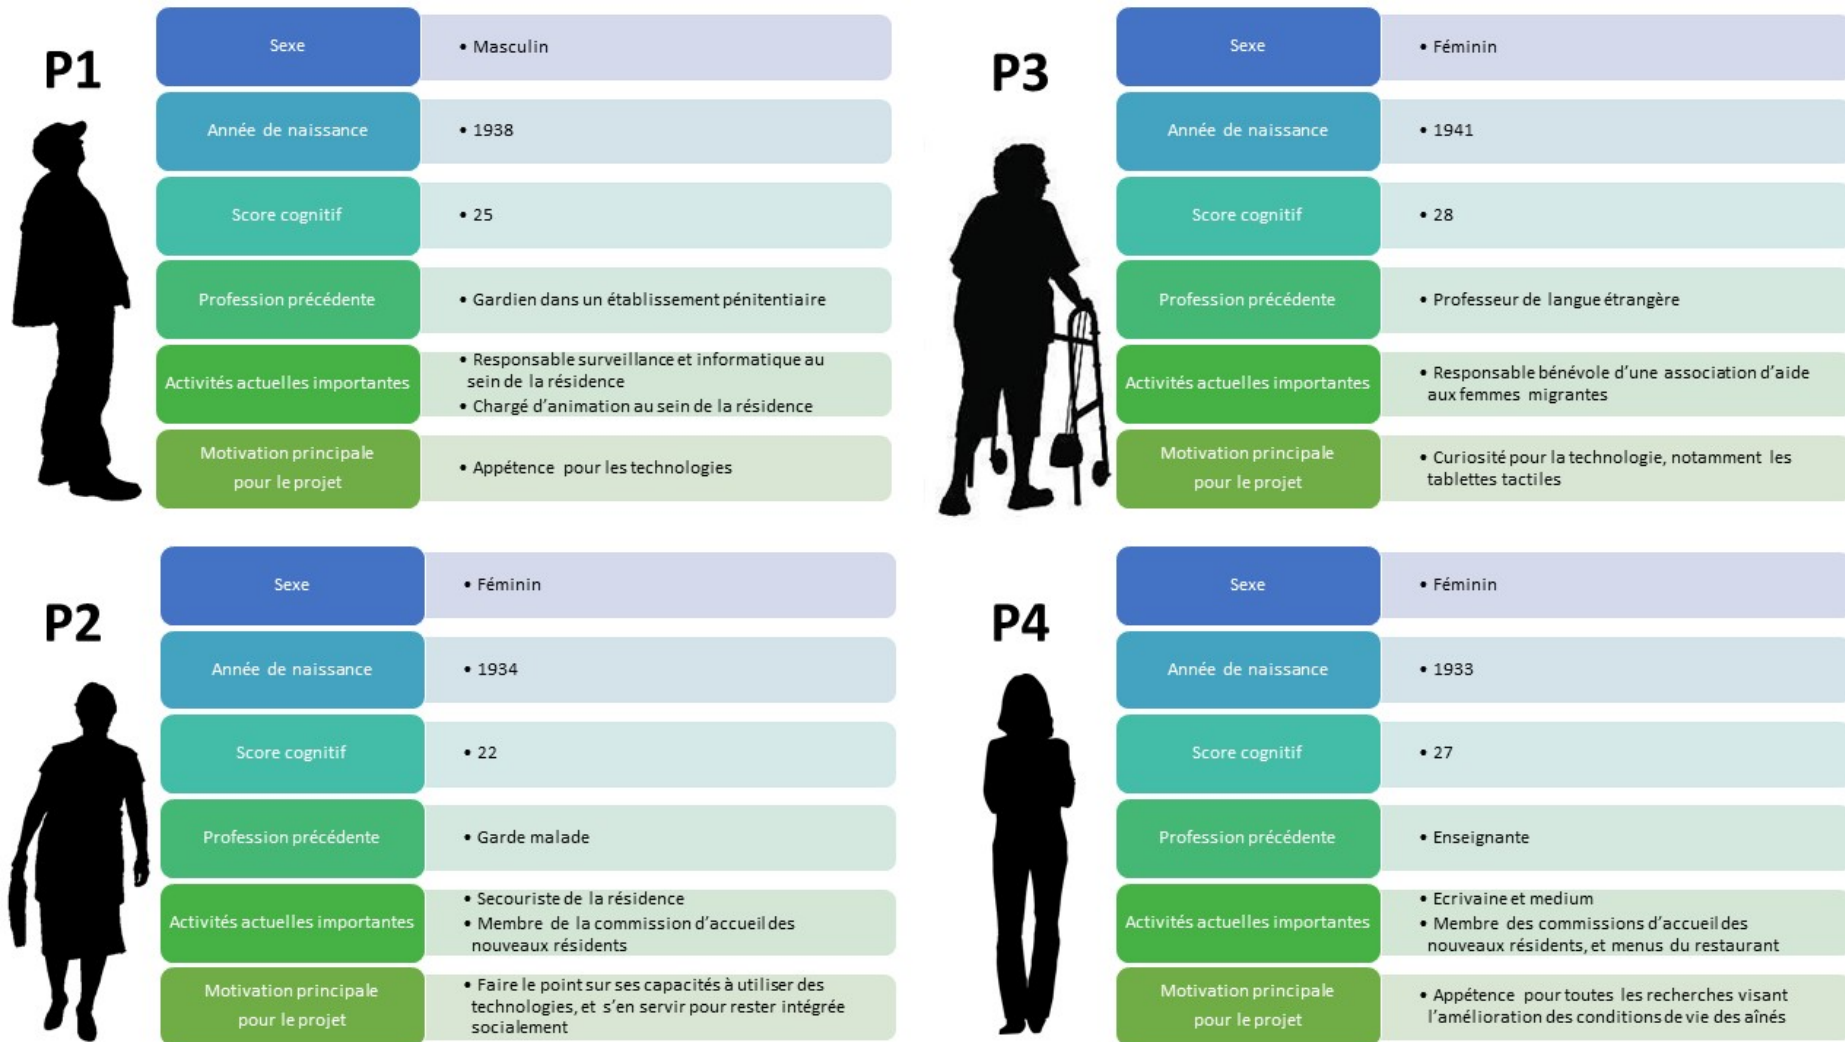 P1
Sexe
• Masculin
Année de naissance
• 1938
Score cognitif
• 25
Profession précédente
• Gardien dans un établissement pénitentiaire
Activités actuelles importantes
• Responsable surveillance et informatique au
sein de la résidence
• Chargé d'animation au sein de la résidence
Motivation principale
pour le projet
• Appétence pour les technologies
P3
Sexe
• Féminin
Année de naissance
• 1941
Score cognitif
• 28
Profession précédente
• Professeur de langue étrangère
Activités actuelles importantes
• Responsable bénévole d'une association d'aide
aux femmes migrantes
Motivation principale
pour le projet
• Curiosité pour la technologie, notamment les
tablettes tactiles
P2
Sexe
• Féminin
Année de naissance
• 1934
Score cognitif
• 22
Profession précédente
• Garde malade
Activités actuelles importantes
• Secouriste de la résidence
• Membre de la commission d'accueil des
nouveaux résidents
Motivation principale
pour le projet
• Faire le point sur ses capacités à utiliser des
technologies, et s'en servir pour rester intégrée
socialement
P4
Sexe
• Féminin
Année de naissance
• 1933
Score cognitif
• 27
Profession précédente
• Enseignante
Activités actuelles importantes
• Ecrivaine et medium
• Membre des commissions d'accueil des
nouveaux résidents, et menus du restaurant
Motivation principale
pour le projet
• Appétence pour toutes les recherches visant
l'amélioration des conditions de vie des aînés